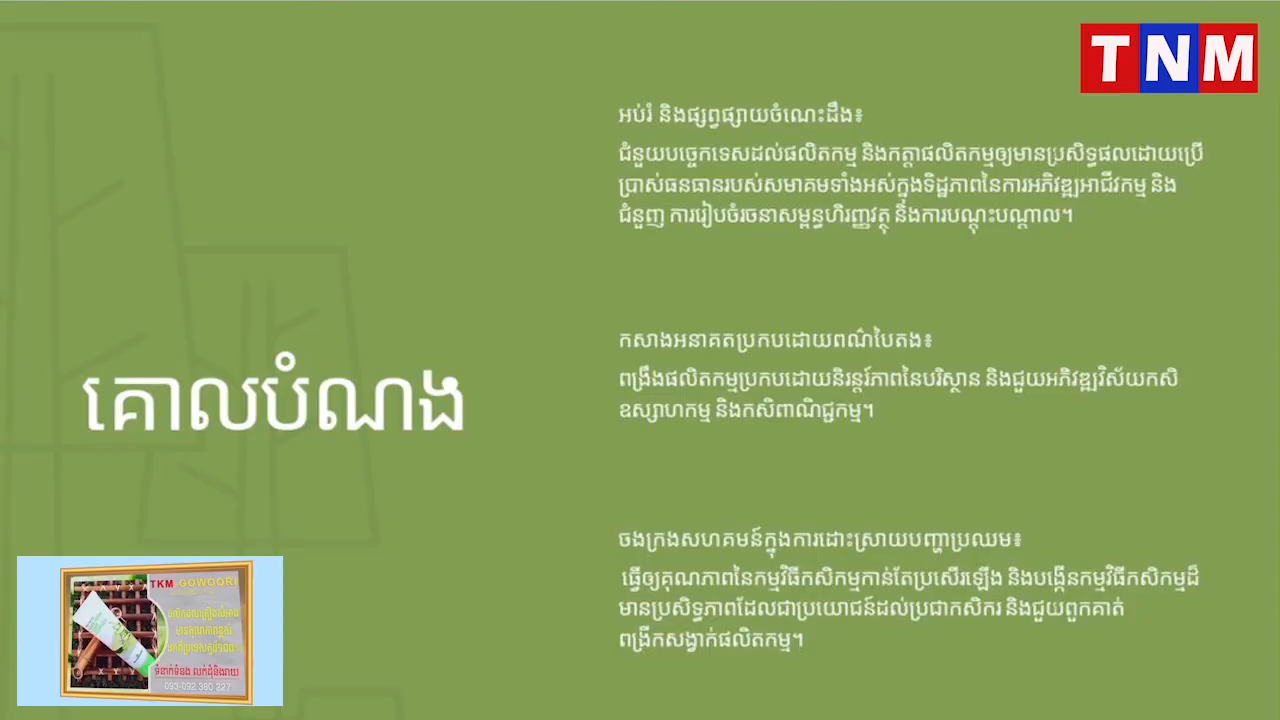 TNM
អប់រំ និងផ្សព្វផ្សាយចំណេះដឹង៖
ជំនួយបច្ចេកទេសដល់ផលិតកម្ម និងកត្តាផលិតកម្មឲ្យមានប្រសិទ្ធផលដោយប្រើ
ប្រាស់ធនធានរបស់សមាគមទាំងអស់ក្នុងទិដ្ឋភាពនៃការអភិវឌ្ឍអាជីវកម្ម និង
ជំនួញ ការរៀបចំរចនាសម្ពន្ធហិរញ្ញវត្ថុ និងការបណ្តុះបណ្តាល។
គោលបំណង
កសាងអនាគតប្រកបដោយពណ៌បៃតង៖
ពង្រឹងផលិតកម្មប្រកបដោយនិរន្តរ៍ភាពនៃបរិស្ថាន និងជួយអភិវឌ្ឍវិស័យកសិ
ឧស្សាហកម្ម និងកសិពាណិជ្ជកម្ម។
ចងក្រងសហគមន៍ក្នុងការដោះស្រាយបញ្ហាប្រឈម៖
ធ្វើឲ្យគុណភាពនៃកម្មវិធីកសិកម្មកាន់តែប្រសើរឡើង និងបង្កើនកម្មវិធីកសិកម្មដ៏
មានប្រសិទ្ធភាពដែលជាប្រយោជន៍ដល់ប្រជាកសិករ និងជួយពួកគាត់
ពង្រីកសង្វាក់ផលិតកម្ម។
TKM GOWOORI
ទំនាក់ទំនង លក់ដុំនិងរាយ
093-092 390 227